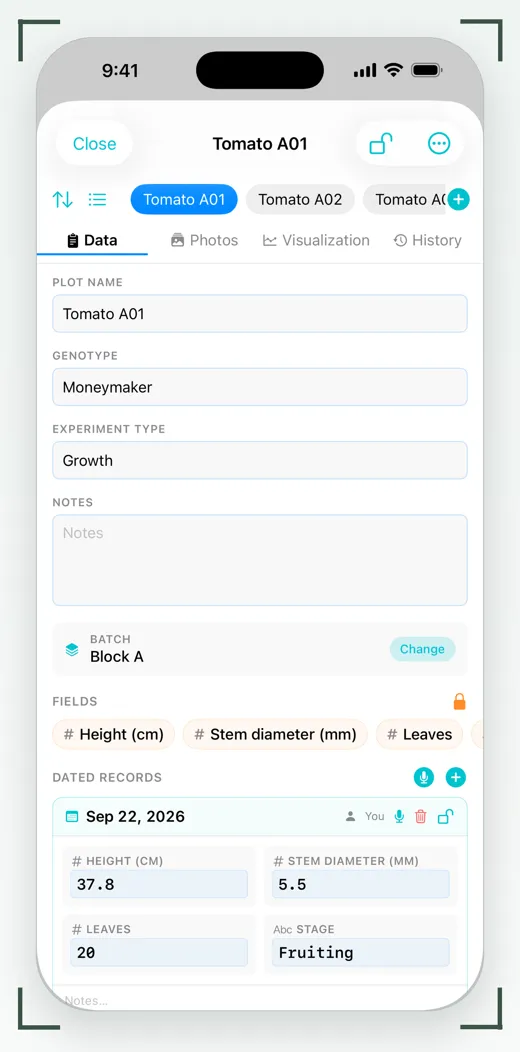 9:41
Close
Tomato A01
Tomato A01
Tomato A02
Tomato A0
Data
Photos
Visualization
History
PLOT NAME
Tomato A01
GENOTYPE
Moneymaker
EXPERIMENT TYPE
Growth
NOTES
Notes
BATCH
Block A
Change
FIELDS
# Height (cm)
# Stem diameter (mm)
# Leaves
DATED RECORDS
Sep 22, 2026
You
# HEIGHT (CM)
# STEM DIAMETER (MM)
37.8
5.5
# LEAVES
Abc STAGE
20
Fruiting
Notes...